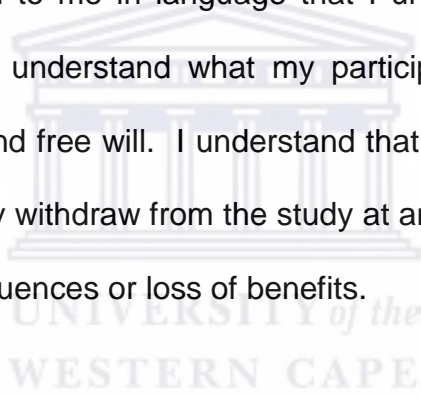 to me in language that I
understand what my particip
nd free will.  I understand that
y withdraw from the study at an
uences or loss of benefits.
UNIVERSITY of the
WESTERN CAPE